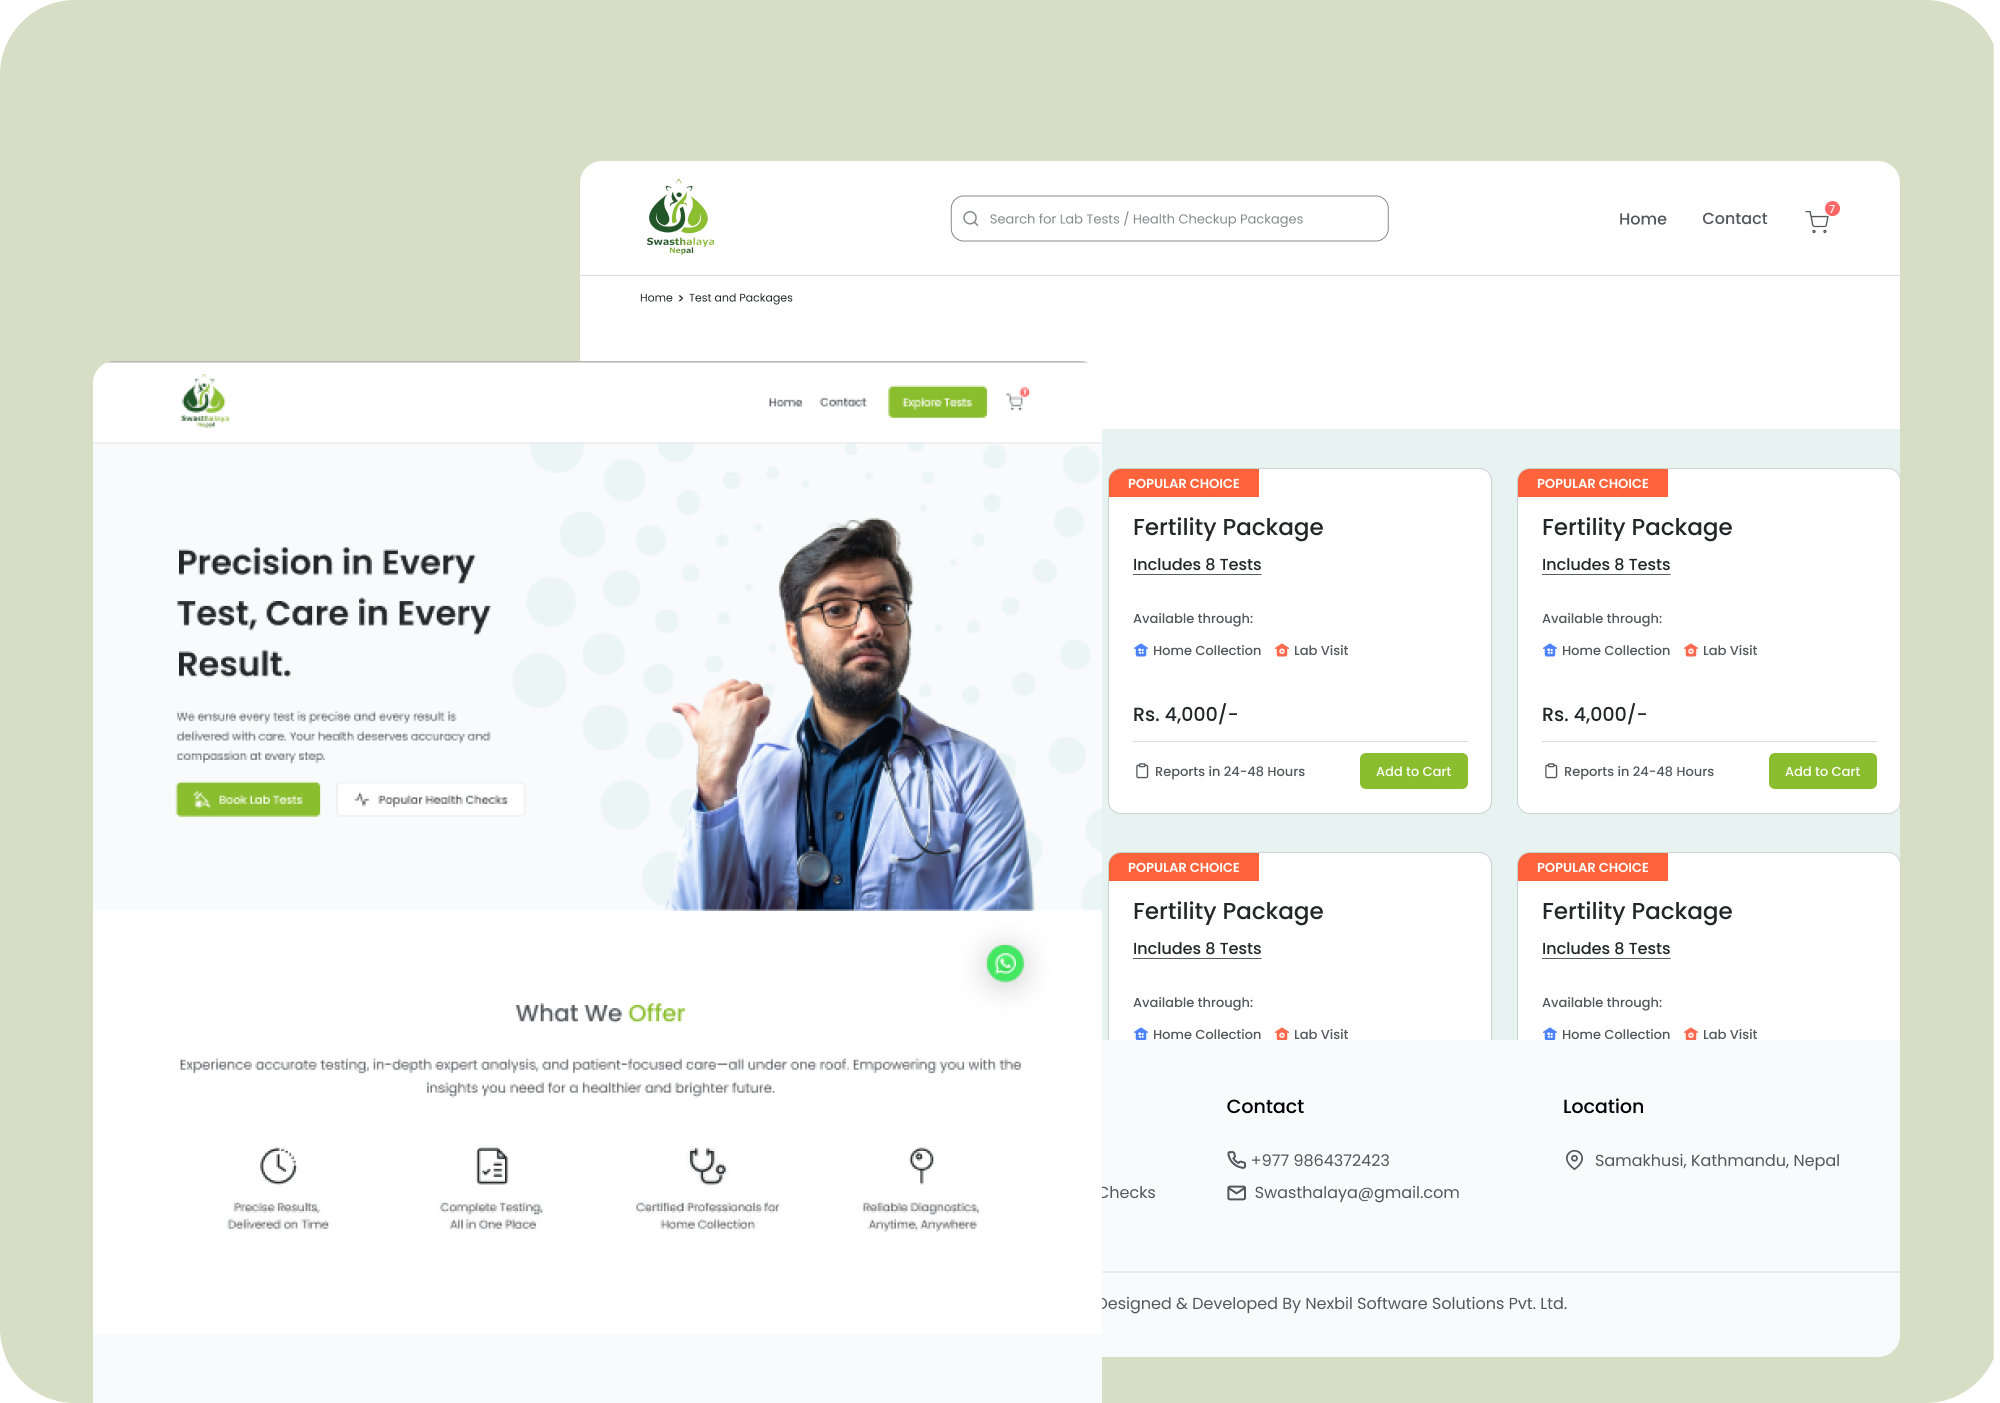 Swasthalaya
Nepal
Search for Lab Tests / Health Checkup Packages
Home
Contact
7
Home > Test and Packages
Swasthalaya
Nepal
Home
Contact
Explore Tests
Precision in Every
Test, Care in Every
Result.
We ensure every test is precise and every result is
delivered with care. Your health deserves accuracy and
compassion at every step.
Book Lab Tests
Popular Health Checks
What We Offer
Experience accurate testing, in-depth expert analysis, and patient-focused care—all under one roof. Empowering you with the
insights you need for a healthier and brighter future.
Precise Results,
Delivered on Time
Complete Testing,
All in One Place
Certified Professionals for
Home Collection
Reliable Diagnostics,
Anytime, Anywhere
POPULAR CHOICE
Fertility Package
Includes 8 Tests
Available through:
Home Collection
Lab Visit
Rs. 4,000/-
Reports in 24-48 Hours
Add to Cart
POPULAR CHOICE
Fertility Package
Includes 8 Tests
Available through:
Home Collection
Lab Visit
Rs. 4,000/-
Reports in 24-48 Hours
Add to Cart
POPULAR CHOICE
Fertility Package
Includes 8 Tests
Available through:
Home Collection
Lab Visit
POPULAR CHOICE
Fertility Package
Includes 8 Tests
Available through:
Home Collection
Lab Visit
Checks
Contact
+977 9864372423
Swasthalaya@gmail.com
Location
Samakhusi, Kathmandu, Nepal
Designed & Developed By Nexbil Software Solutions Pvt. Ltd.